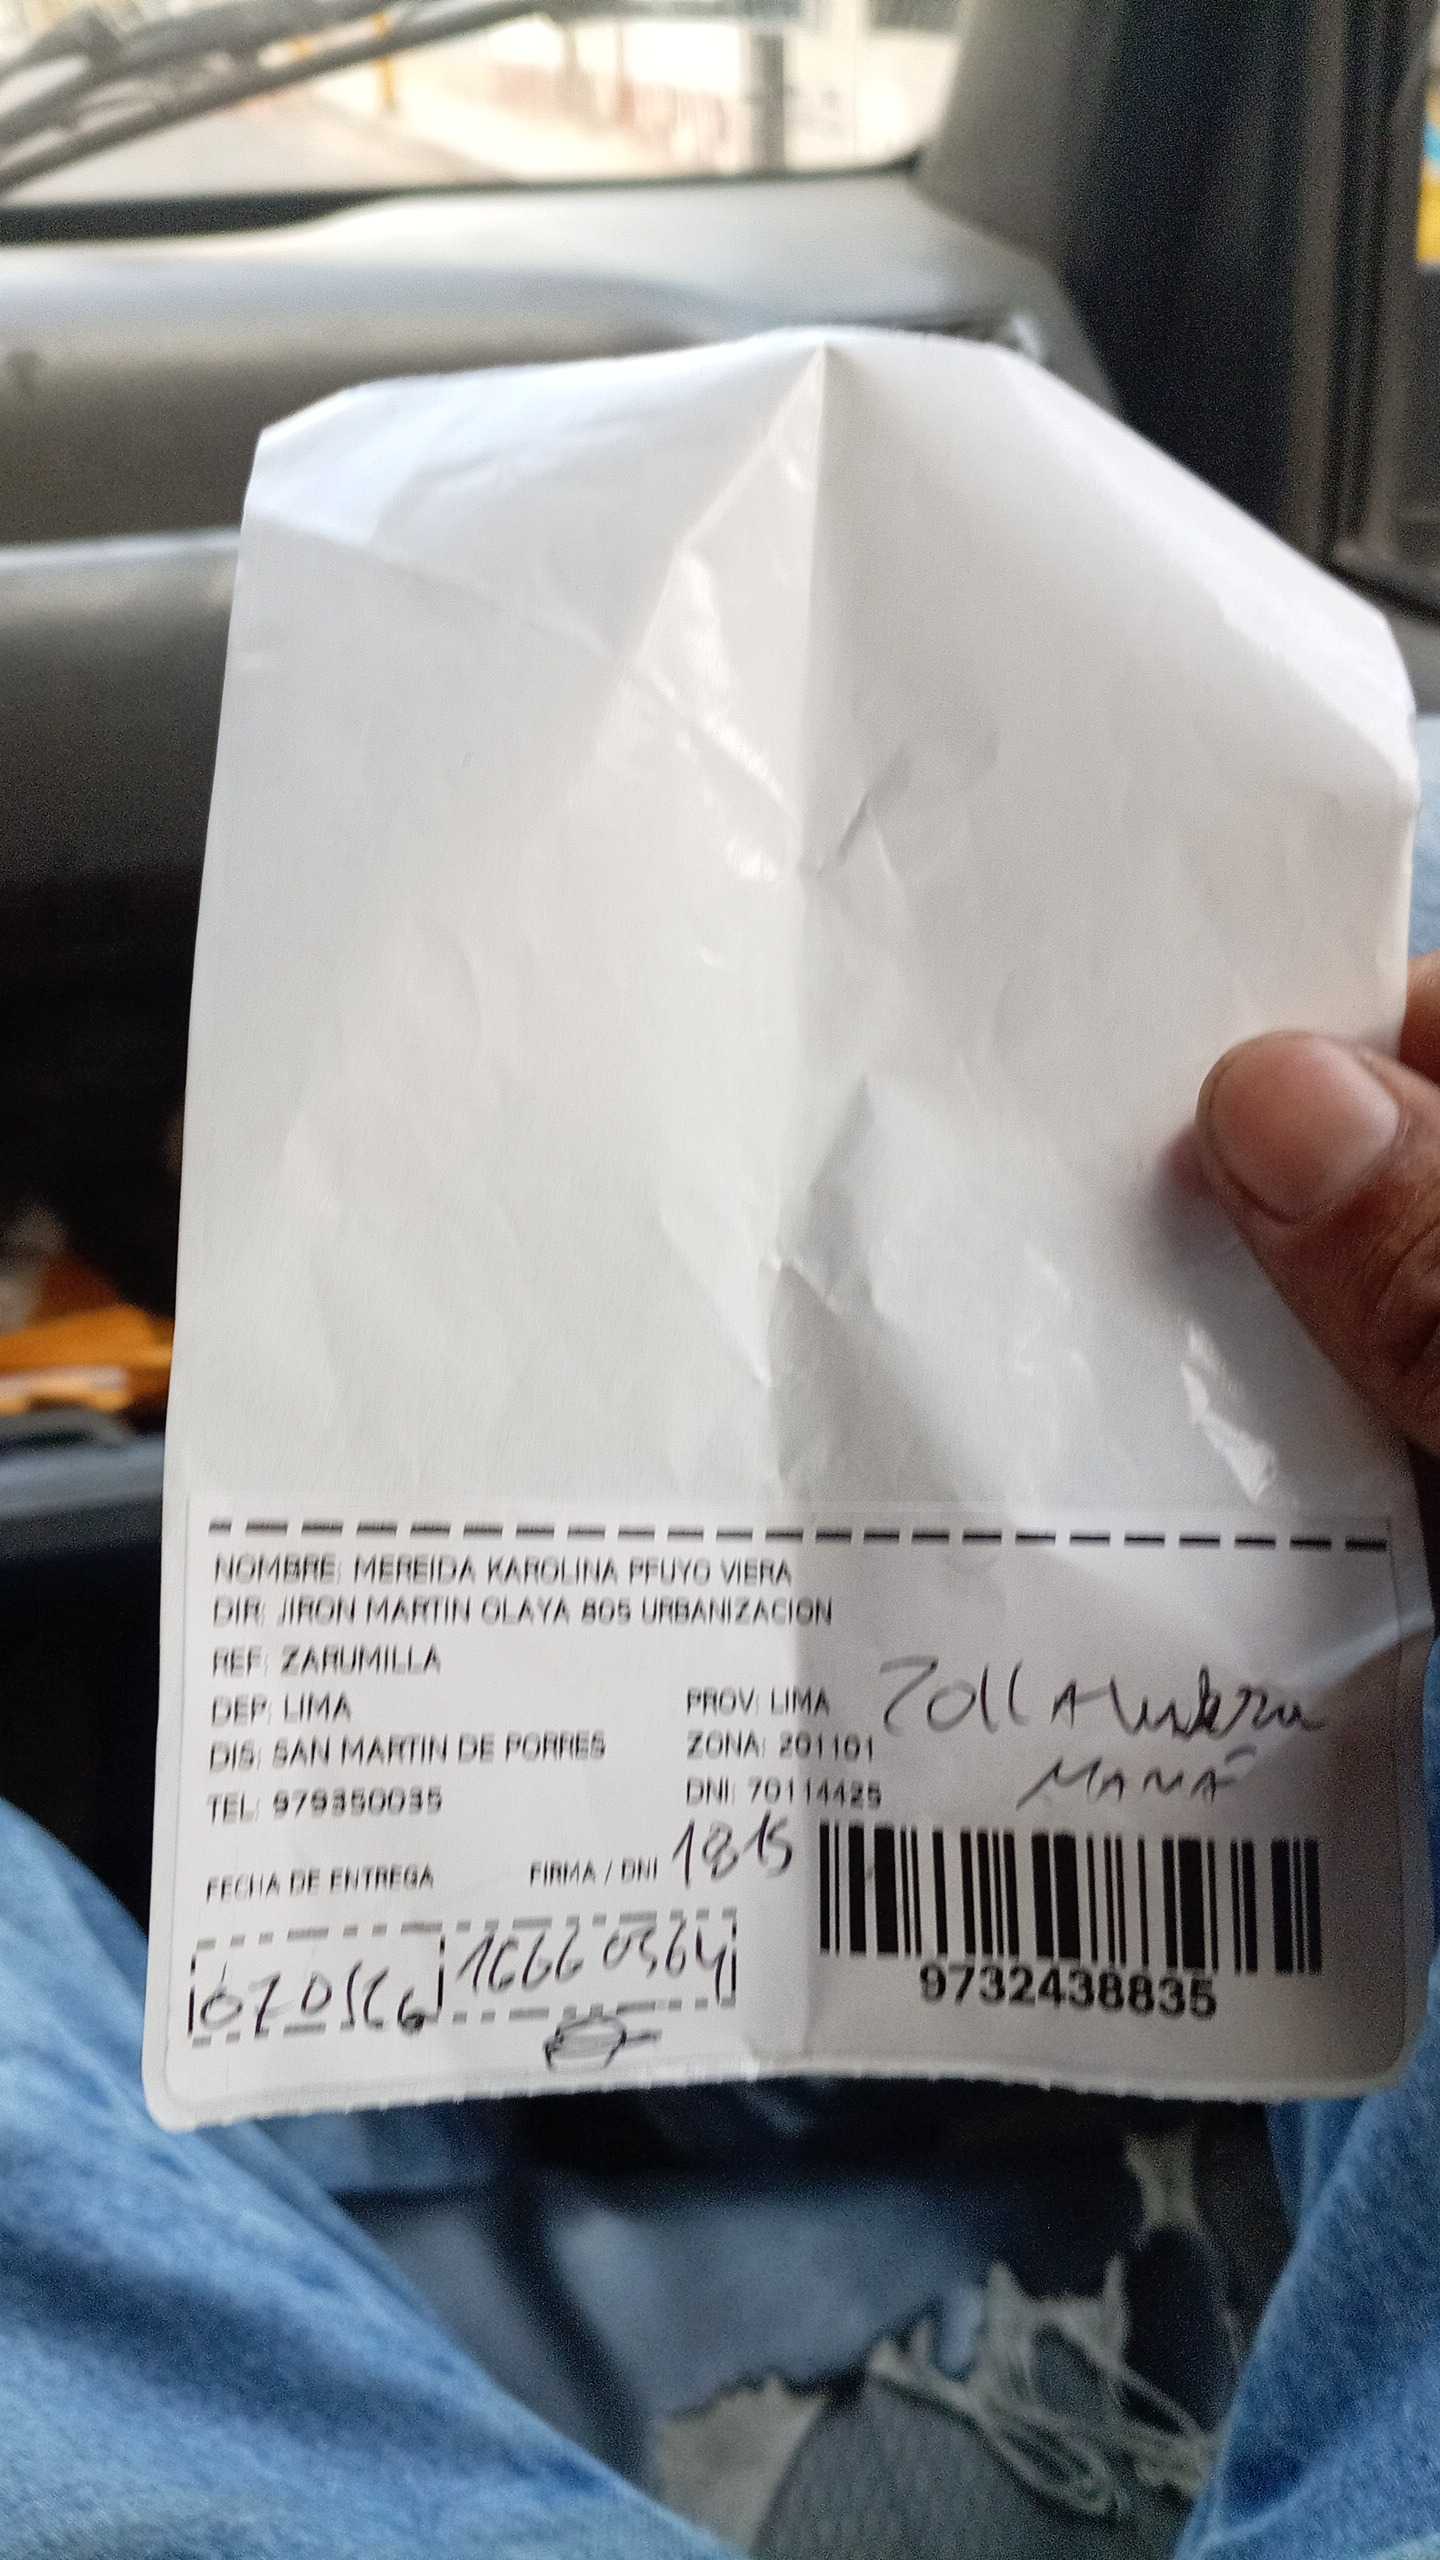 NOMBRE: MEREIDA KAROLINA PFUYO VIERA
DIR: JIRON MARTIN OLAYA 805 URBANIZACION
REF: ZARUMILLA
DEP: LIMA PROV: LIMA
DIS: SAN MARTIN DE PORRES ZONA: 201101
TEL: 979350035 DNI: 70114425
MAMÁ
FECHA DE ENTREGA FIRMA / DNI 1815
9732438835